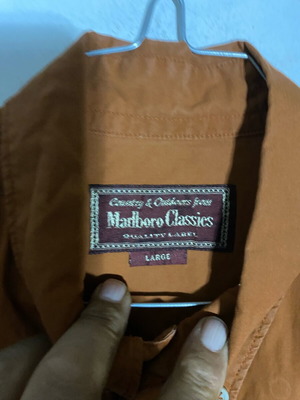 Country & Outdoors from
Marlboro Classics
QUALITY LABEL
LARGE